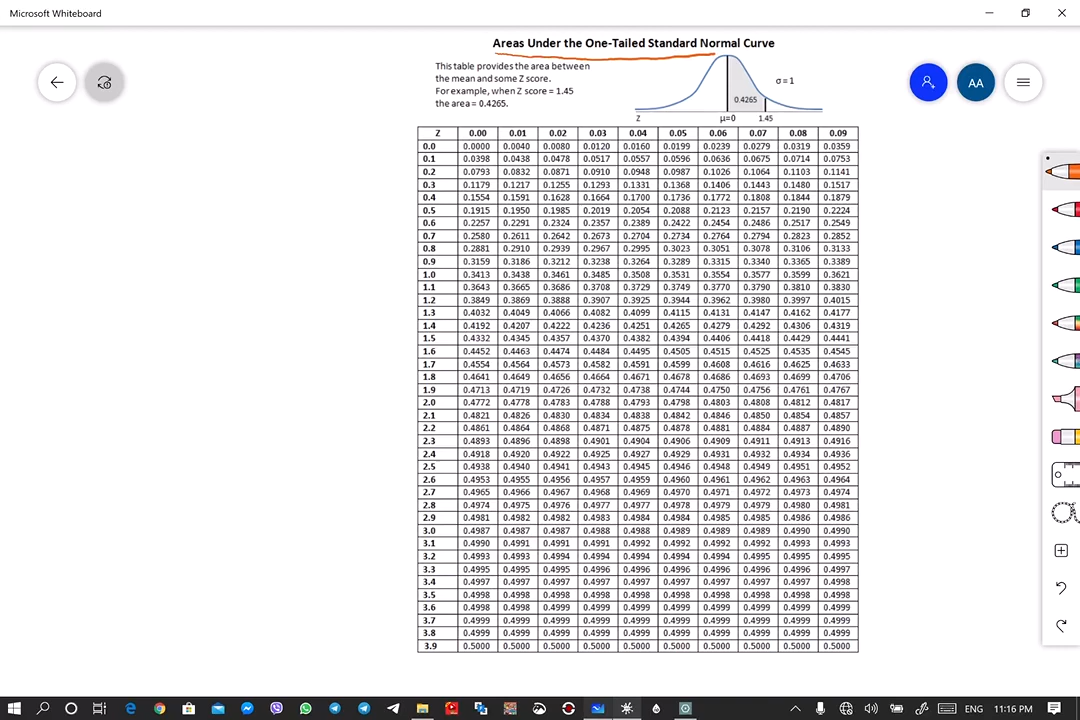 Microsoft Whiteboard
Areas Under the One-Tailed Standard Normal Curve
This table provides the area between
the mean and some Z score.
For example, when Z score = 1.45
the area = 0.4265.
σ = 1
0.4265
Z μ=0 1.45
AA
Z 0.00 0.01 0.02 0.03 0.04 0.05 0.06 0.07 0.08 0.09
0.0 0.0000 0.0040 0.0080 0.0120 0.0160 0.0199 0.0239 0.0279 0.0319 0.0359
0.1 0.0398 0.0438 0.0478 0.0517 0.0557 0.0596 0.0636 0.0675 0.0714 0.0753
0.2 0.0793 0.0832 0.0871 0.0910 0.0948 0.0987 0.1026 0.1064 0.1103 0.1141
0.3 0.1179 0.1217 0.1255 0.1293 0.1331 0.1368 0.1406 0.1443 0.1480 0.1517
0.4 0.1554 0.1591 0.1628 0.1664 0.1700 0.1736 0.1772 0.1808 0.1844 0.1879
0.5 0.1915 0.1950 0.1985 0.2019 0.2054 0.2088 0.2123 0.2157 0.2190 0.2224
0.6 0.2257 0.2291 0.2324 0.2357 0.2389 0.2422 0.2454 0.2486 0.2517 0.2549
0.7 0.2580 0.2611 0.2642 0.2673 0.2704 0.2734 0.2764 0.2794 0.2823 0.2852
0.8 0.2881 0.2910 0.2939 0.2967 0.2995 0.3023 0.3051 0.3078 0.3106 0.3133
0.9 0.3159 0.3186 0.3212 0.3238 0.3264 0.3289 0.3315 0.3340 0.3365 0.3389
1.0 0.3413 0.3438 0.3461 0.3485 0.3508 0.3531 0.3554 0.3577 0.3599 0.3621
1.1 0.3643 0.3665 0.3686 0.3708 0.3729 0.3749 0.3770 0.3790 0.3810 0.3830
1.2 0.3849 0.3869 0.3888 0.3907 0.3925 0.3944 0.3962 0.3980 0.3997 0.4015
1.3 0.4032 0.4049 0.4066 0.4082 0.4099 0.4115 0.4131 0.4147 0.4162 0.4177
1.4 0.4192 0.4207 0.4222 0.4236 0.4251 0.4265 0.4279 0.4292 0.4306 0.4319
1.5 0.4332 0.4345 0.4357 0.4370 0.4382 0.4394 0.4406 0.4418 0.4429 0.4441
1.6 0.4452 0.4463 0.4474 0.4484 0.4495 0.4505 0.4515 0.4525 0.4535 0.4545
1.7 0.4554 0.4564 0.4573 0.4582 0.4591 0.4599 0.4608 0.4616 0.4625 0.4633
1.8 0.4641 0.4649 0.4656 0.4664 0.4671 0.4678 0.4686 0.4693 0.4699 0.4706
1.9 0.4713 0.4719 0.4726 0.4732 0.4738 0.4744 0.4750 0.4756 0.4761 0.4767
2.0 0.4772 0.4778 0.4783 0.4788 0.4793 0.4798 0.4803 0.4808 0.4812 0.4817
2.1 0.4821 0.4826 0.4830 0.4834 0.4838 0.4842 0.4846 0.4850 0.4854 0.4857
2.2 0.4861 0.4864 0.4868 0.4871 0.4875 0.4878 0.4881 0.4884 0.4887 0.4890
2.3 0.4893 0.4896 0.4898 0.4901 0.4904 0.4906 0.4909 0.4911 0.4913 0.4916
2.4 0.4918 0.4920 0.4922 0.4925 0.4927 0.4929 0.4931 0.4932 0.4934 0.4936
2.5 0.4938 0.4940 0.4941 0.4943 0.4945 0.4946 0.4948 0.4949 0.4951 0.4952
2.6 0.4953 0.4955 0.4956 0.4957 0.4959 0.4960 0.4961 0.4962 0.4963 0.4964
2.7 0.4965 0.4966 0.4967 0.4968 0.4969 0.4970 0.4971 0.4972 0.4973 0.4974
2.8 0.4974 0.4975 0.4976 0.4977 0.4977 0.4978 0.4979 0.4979 0.4980 0.4981
2.9 0.4981 0.4982 0.4982 0.4983 0.4984 0.4984 0.4985 0.4985 0.4986 0.4986
3.0 0.4987 0.4987 0.4987 0.4988 0.4988 0.4989 0.4989 0.4989 0.4990 0.4990
3.1 0.4990 0.4991 0.4991 0.4991 0.4992 0.4992 0.4992 0.4992 0.4993 0.4993
3.2 0.4993 0.4993 0.4994 0.4994 0.4994 0.4994 0.4994 0.4995 0.4995 0.4995
3.3 0.4995 0.4995 0.4995 0.4996 0.4996 0.4996 0.4996 0.4996 0.4996 0.4997
3.4 0.4997 0.4997 0.4997 0.4997 0.4997 0.4997 0.4997 0.4997 0.4997 0.4998
3.5 0.4998 0.4998 0.4998 0.4998 0.4998 0.4998 0.4998 0.4998 0.4998 0.4998
3.6 0.4998 0.4998 0.4999 0.4999 0.4999 0.4999 0.4999 0.4999 0.4999 0.4999
3.7 0.4999 0.4999 0.4999 0.4999 0.4999 0.4999 0.4999 0.4999 0.4999 0.4999
3.8 0.4999 0.4999 0.4999 0.4999 0.4999 0.4999 0.4999 0.4999 0.4999 0.4999
3.9 0.5000 0.5000 0.5000 0.5000 0.5000 0.5000 0.5000 0.5000 0.5000 0.5000
ENG 11:16 PM